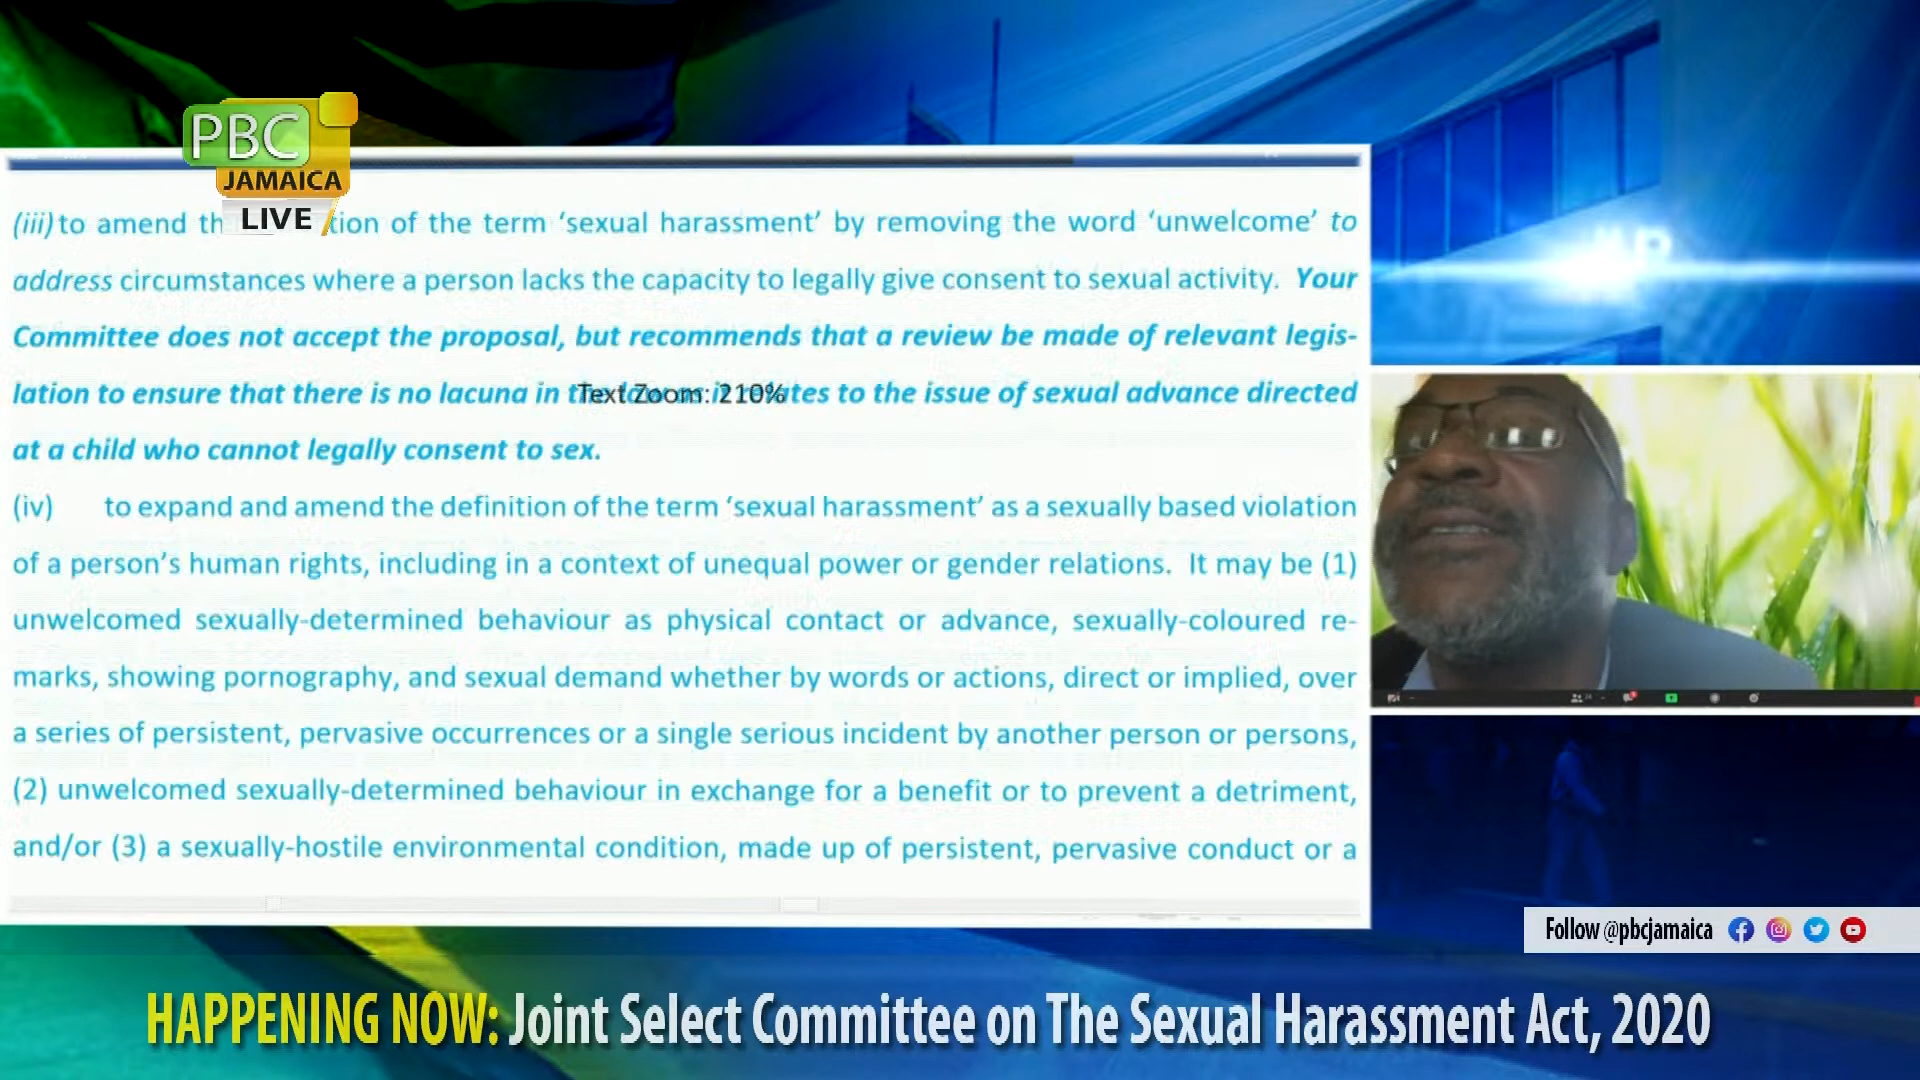 PBC
JAMAICA
LIVE
(iii) to amend th tion of the term ‘sexual harassment’ by removing the word ‘unwelcome’ to
address circumstances where a person lacks the capacity to legally give consent to sexual activity. Your
Committee does not accept the proposal, but recommends that a review be made of relevant legis-
lation to ensure that there is no lacuna in to the issue of sexual advance directed
Text Zoom: 210%
at a child who cannot legally consent to sex.
(iv) to expand and amend the definition of the term ‘sexual harassment’ as a sexually based violation
of a person’s human rights, including in a context of unequal power or gender relations. It may be (1)
unwelcomed sexually-determined behaviour as physical contact or advance, sexually-coloured re-
marks, showing pornography, and sexual demand whether by words or actions, direct or implied, over
a series of persistent, pervasive occurrences or a single serious incident by another person or persons,
(2) unwelcomed sexually-determined behaviour in exchange for a benefit or to prevent a detriment,
and/or (3) a sexually-hostile environmental condition, made up of persistent, pervasive conduct or a
Follow @pbcjamaica
HAPPENING NOW: Joint Select Committee on The Sexual Harassment Act, 2020